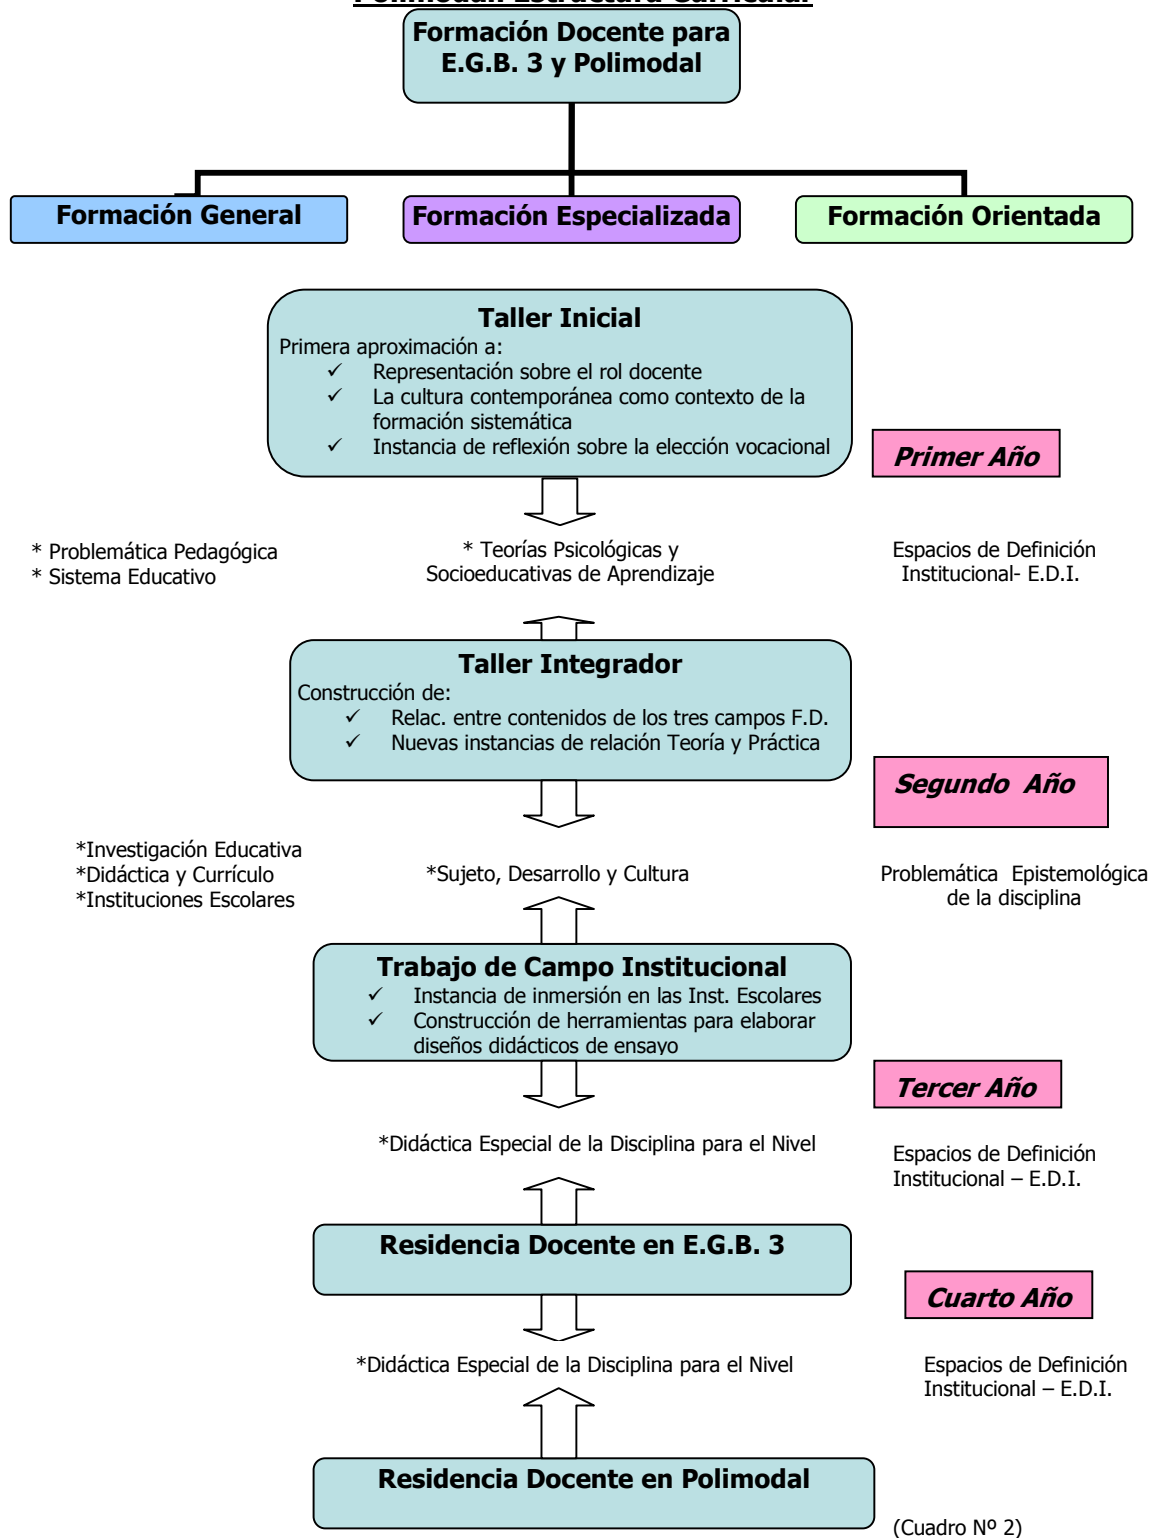 Formación Docente para
E.G.B. 3 y Polimodal
Formación General
Formación Especializada
Formación Orientada
Taller Inicial
Primera aproximación a:
✓ Representación sobre el rol docente
✓ La cultura contemporánea como contexto de la
formación sistemática
✓ Instancia de reflexión sobre la elección vocacional
Primer Año
* Problemática Pedagógica
* Sistema Educativo
* Teorías Psicológicas y
Socioeducativas de Aprendizaje
Espacios de Definición
Institucional- E.D.I.
Taller Integrador
Construcción de:
✓ Relac. entre contenidos de los tres campos F.D.
✓ Nuevas instancias de relación Teoría y Práctica
Segundo Año
*Investigación Educativa
*Didáctica y Currículo
*Instituciones Escolares
*Sujeto, Desarrollo y Cultura
Problemática Epistemológica
de la disciplina
Trabajo de Campo Institucional
✓ Instancia de inmersión en las Inst. Escolares
✓ Construcción de herramientas para elaborar
diseños didácticos de ensayo
Tercer Año
*Didáctica Especial de la Disciplina para el Nivel
Espacios de Definición
Institucional – E.D.I.
Residencia Docente en E.G.B. 3
Cuarto Año
*Didáctica Especial de la Disciplina para el Nivel
Espacios de Definición
Institucional – E.D.I.
Residencia Docente en Polimodal
(Cuadro Nº 2)